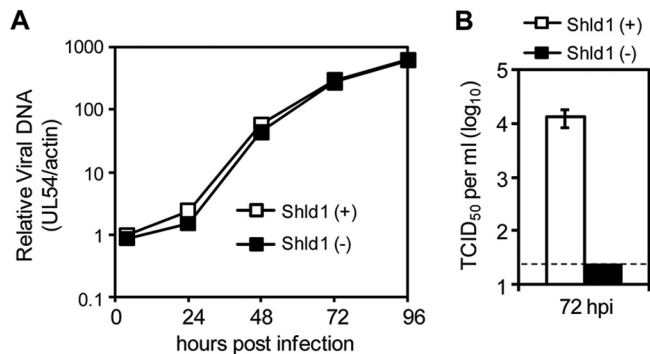 A
1000
100
10
1
0.1
Relative Viral DNA
(UL54/actin)
Shld1 (+)
Shld1 (-)
0
24
48
72
96
hours post infection
B
Shld1 (+)
Shld1 (-)
5
4
3
2
1
TCID50 per ml (log10)
72 hpi